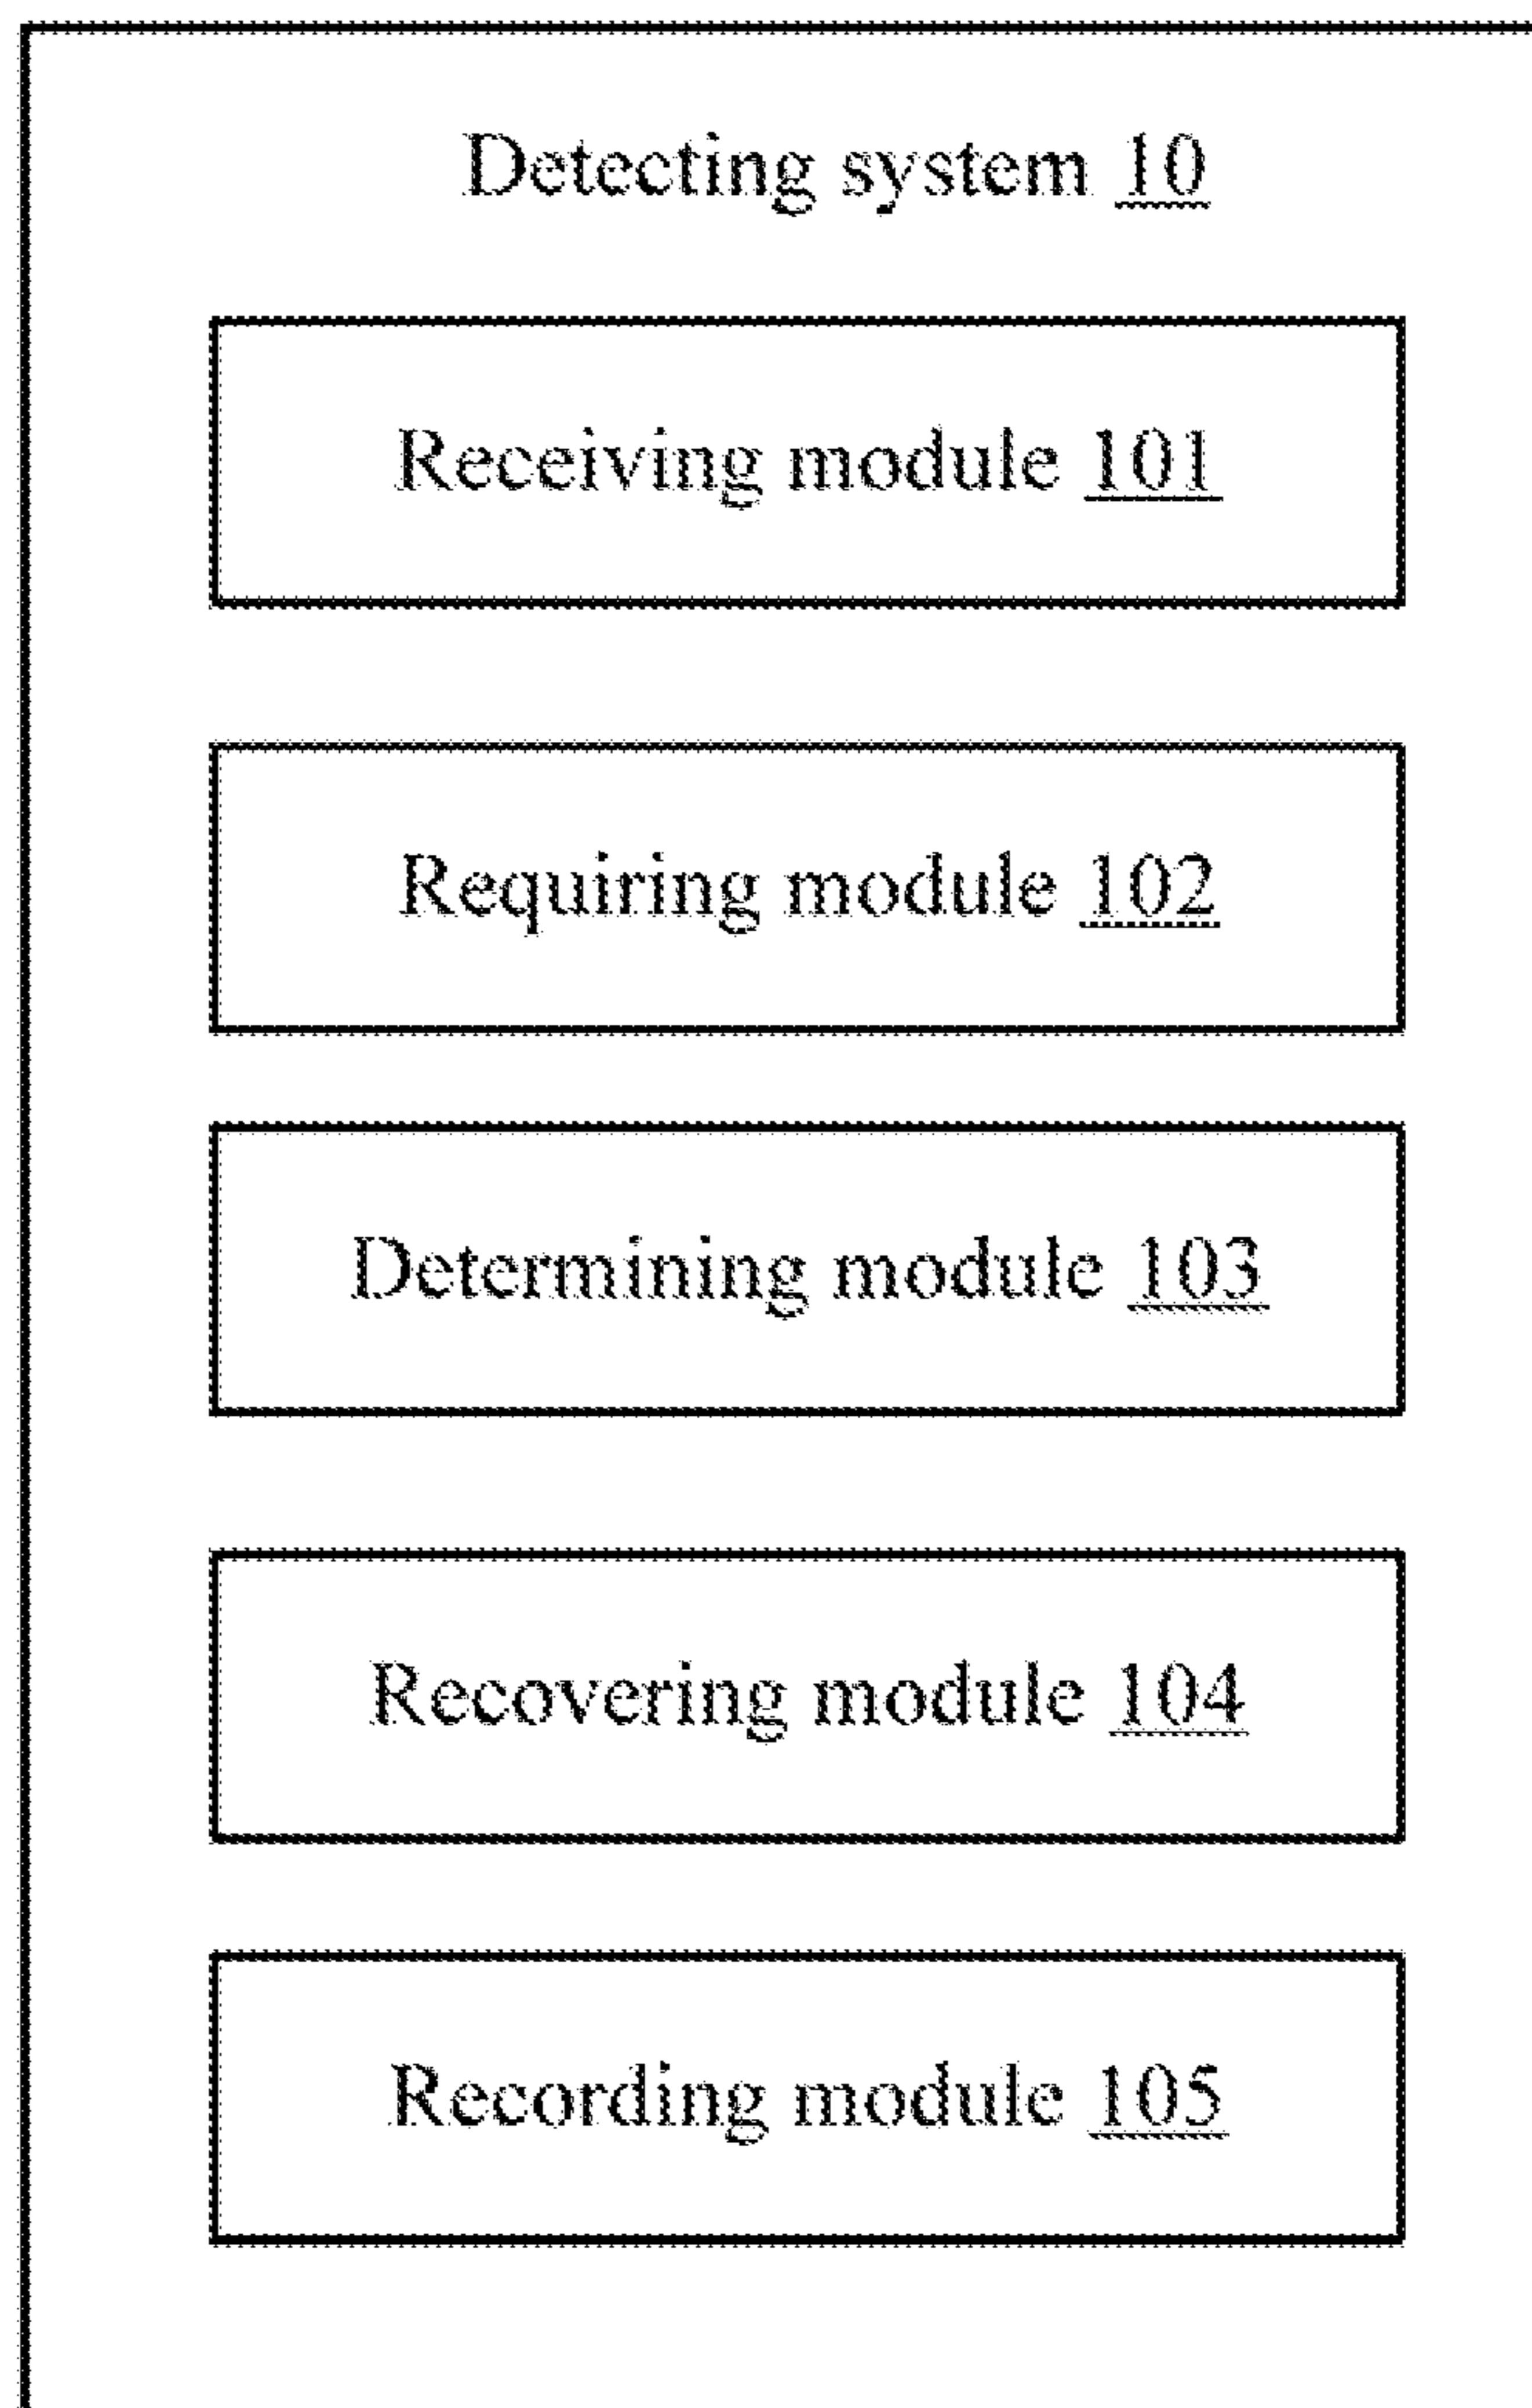 Detecting system 10
Receiving module 101
Requiring module 102
Determining module 103
Recovering module 104
Recording module 105